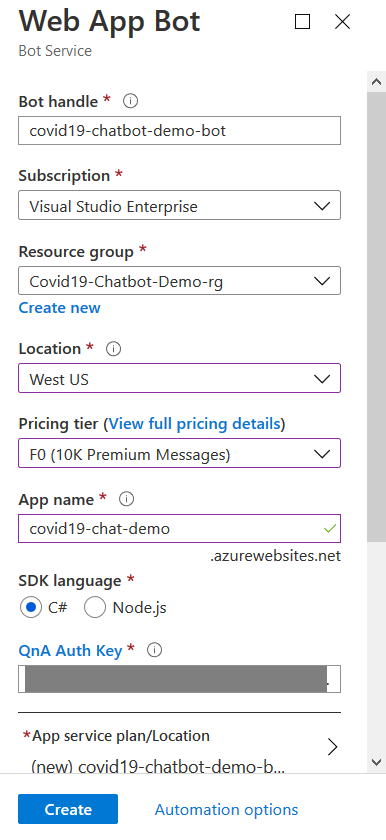 Web App Bot
Bot Service
Bot handle *
covid19-chatbot-demo-bot
Subscription *
Visual Studio Enterprise
Resource group *
Covid19-Chatbot-Demo-rg
Create new
Location *
West US
Pricing tier (View full pricing details)
F0 (10K Premium Messages)
App name *
covid19-chat-demo
.azurewebsites.net
SDK language *
C# Node.js
QnA Auth Key *
*App service plan/Location
(new) covid19-chatbot-demo-b...
Create Automation options